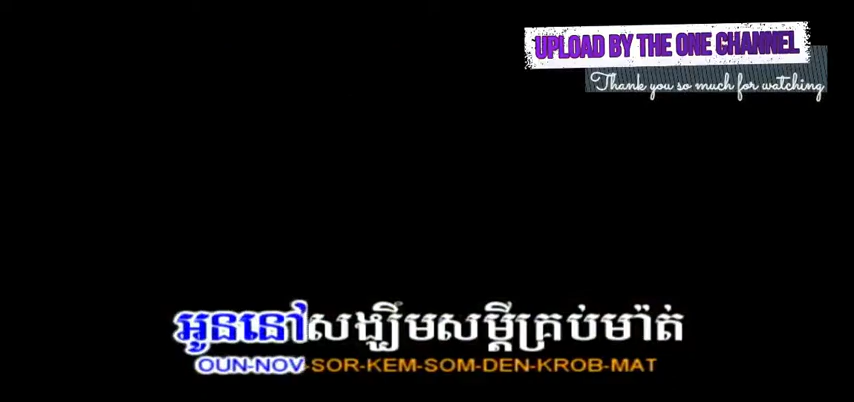 UPLOAD BY THE ONE CHANNEL
Thank you so much for watching
អូននៅសង្ឃឹមសម្ដីគ្រប់ម៉ាត់
OUN-NOV-SOR-KEM-SOM-DEN-KROB-MAT